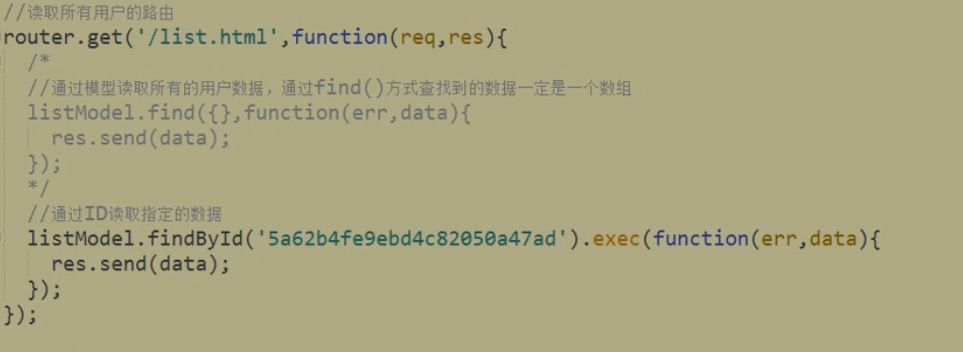 //读取所有用户的路由
router.get('/list.html',function(req,res){
/*
//通过模型读取所有的用户数据，通过find()方式查找到的数据一定是一个数组
listModel.find({},function(err,data){
res.send(data);
});
*/
//通过ID读取指定的数据
listModel.findById('5a62b4fe9ebd4c82050a47ad').exec(function(err,data){
res.send(data);
});
});